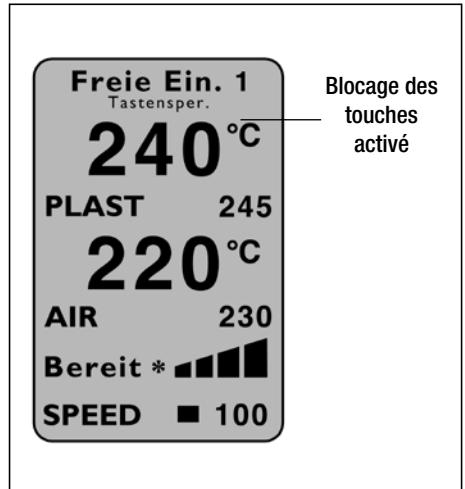 Freie Ein. 1
Tastensper.
240°C
PLAST 245
220°C
AIR 230
Bereit *
SPEED ■ 100
Blocage des
touches
activé